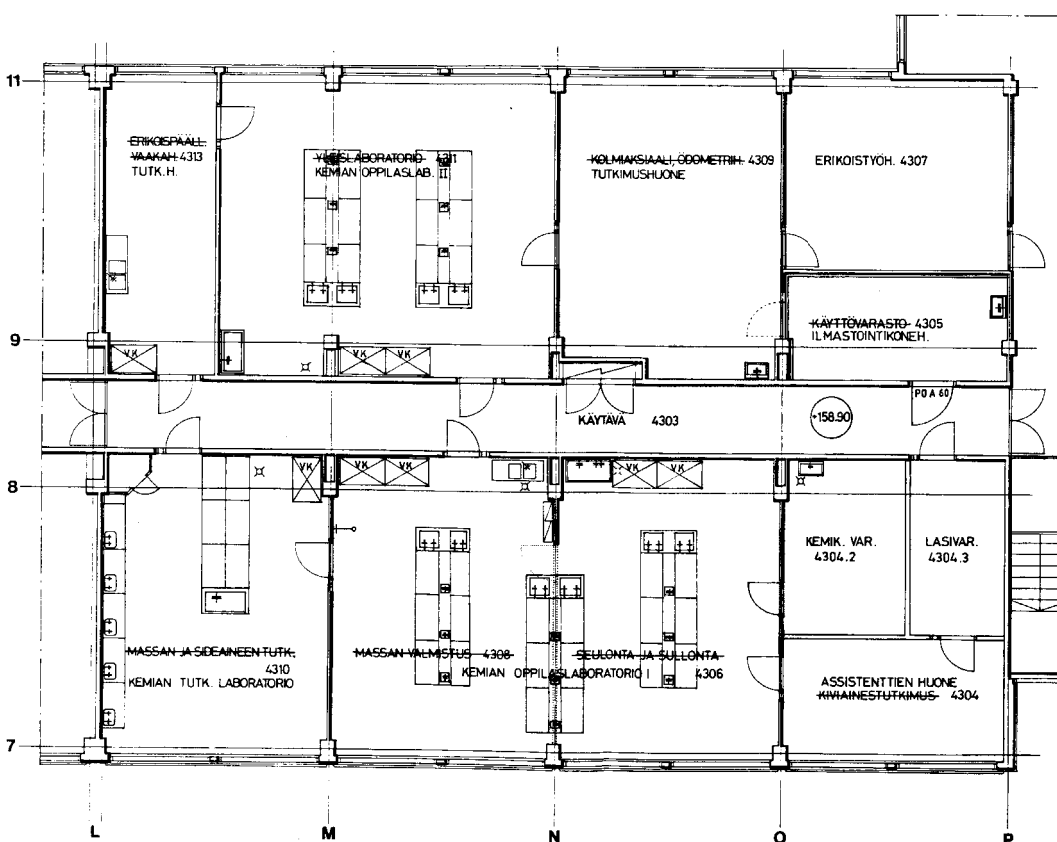 11
ERIKOISPÄÄLL.
VAAKAH. 4313
TUTK.H.
YLEISLABORATORIO 4311
KEMIAN OPPILASLAB. II
KOLMIAKSIAALI, ÖDOMETRIH. 4309
TUTKIMUSHUONE
ERIKOISTYÖH. 4307
KÄYTTÖVARASTO 4305
ILMASTOINTIKONEH.
9
VK
VK
VK
PO A 60
KÄYTÄVÄ 4303
+158.90
8
VK
VK
VK
VK
VK
KEMIK. VAR.
4304.2
LASIVAR.
4304.3
MASSAN JA SIDEAINEEN TUTK.
4310
KEMIAN TUTK. LABORATORIO
MASSAN VALMISTUS 4308
SEULONTA JA SULLONTA
KEMIAN OPPILASLABORATORIO I 4306
ASSISTENTTIEN HUONE
KIVIAINESTUTKIMUS 4304
7
L
M
N
O
P